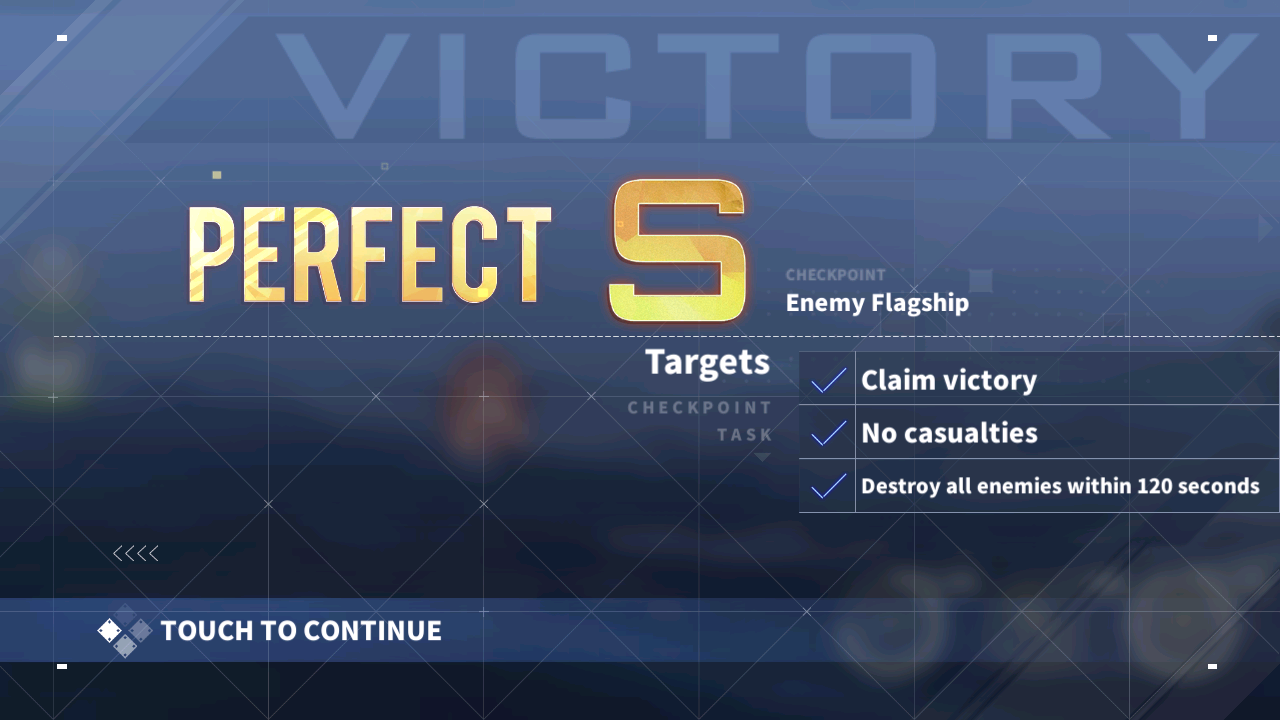 VICTORY
PERFECT S
CHECKPOINT
Enemy Flagship
Targets
CHECKPOINT
TASK
Claim victory
No casualties
Destroy all enemies within 120 seconds
TOUCH TO CONTINUE